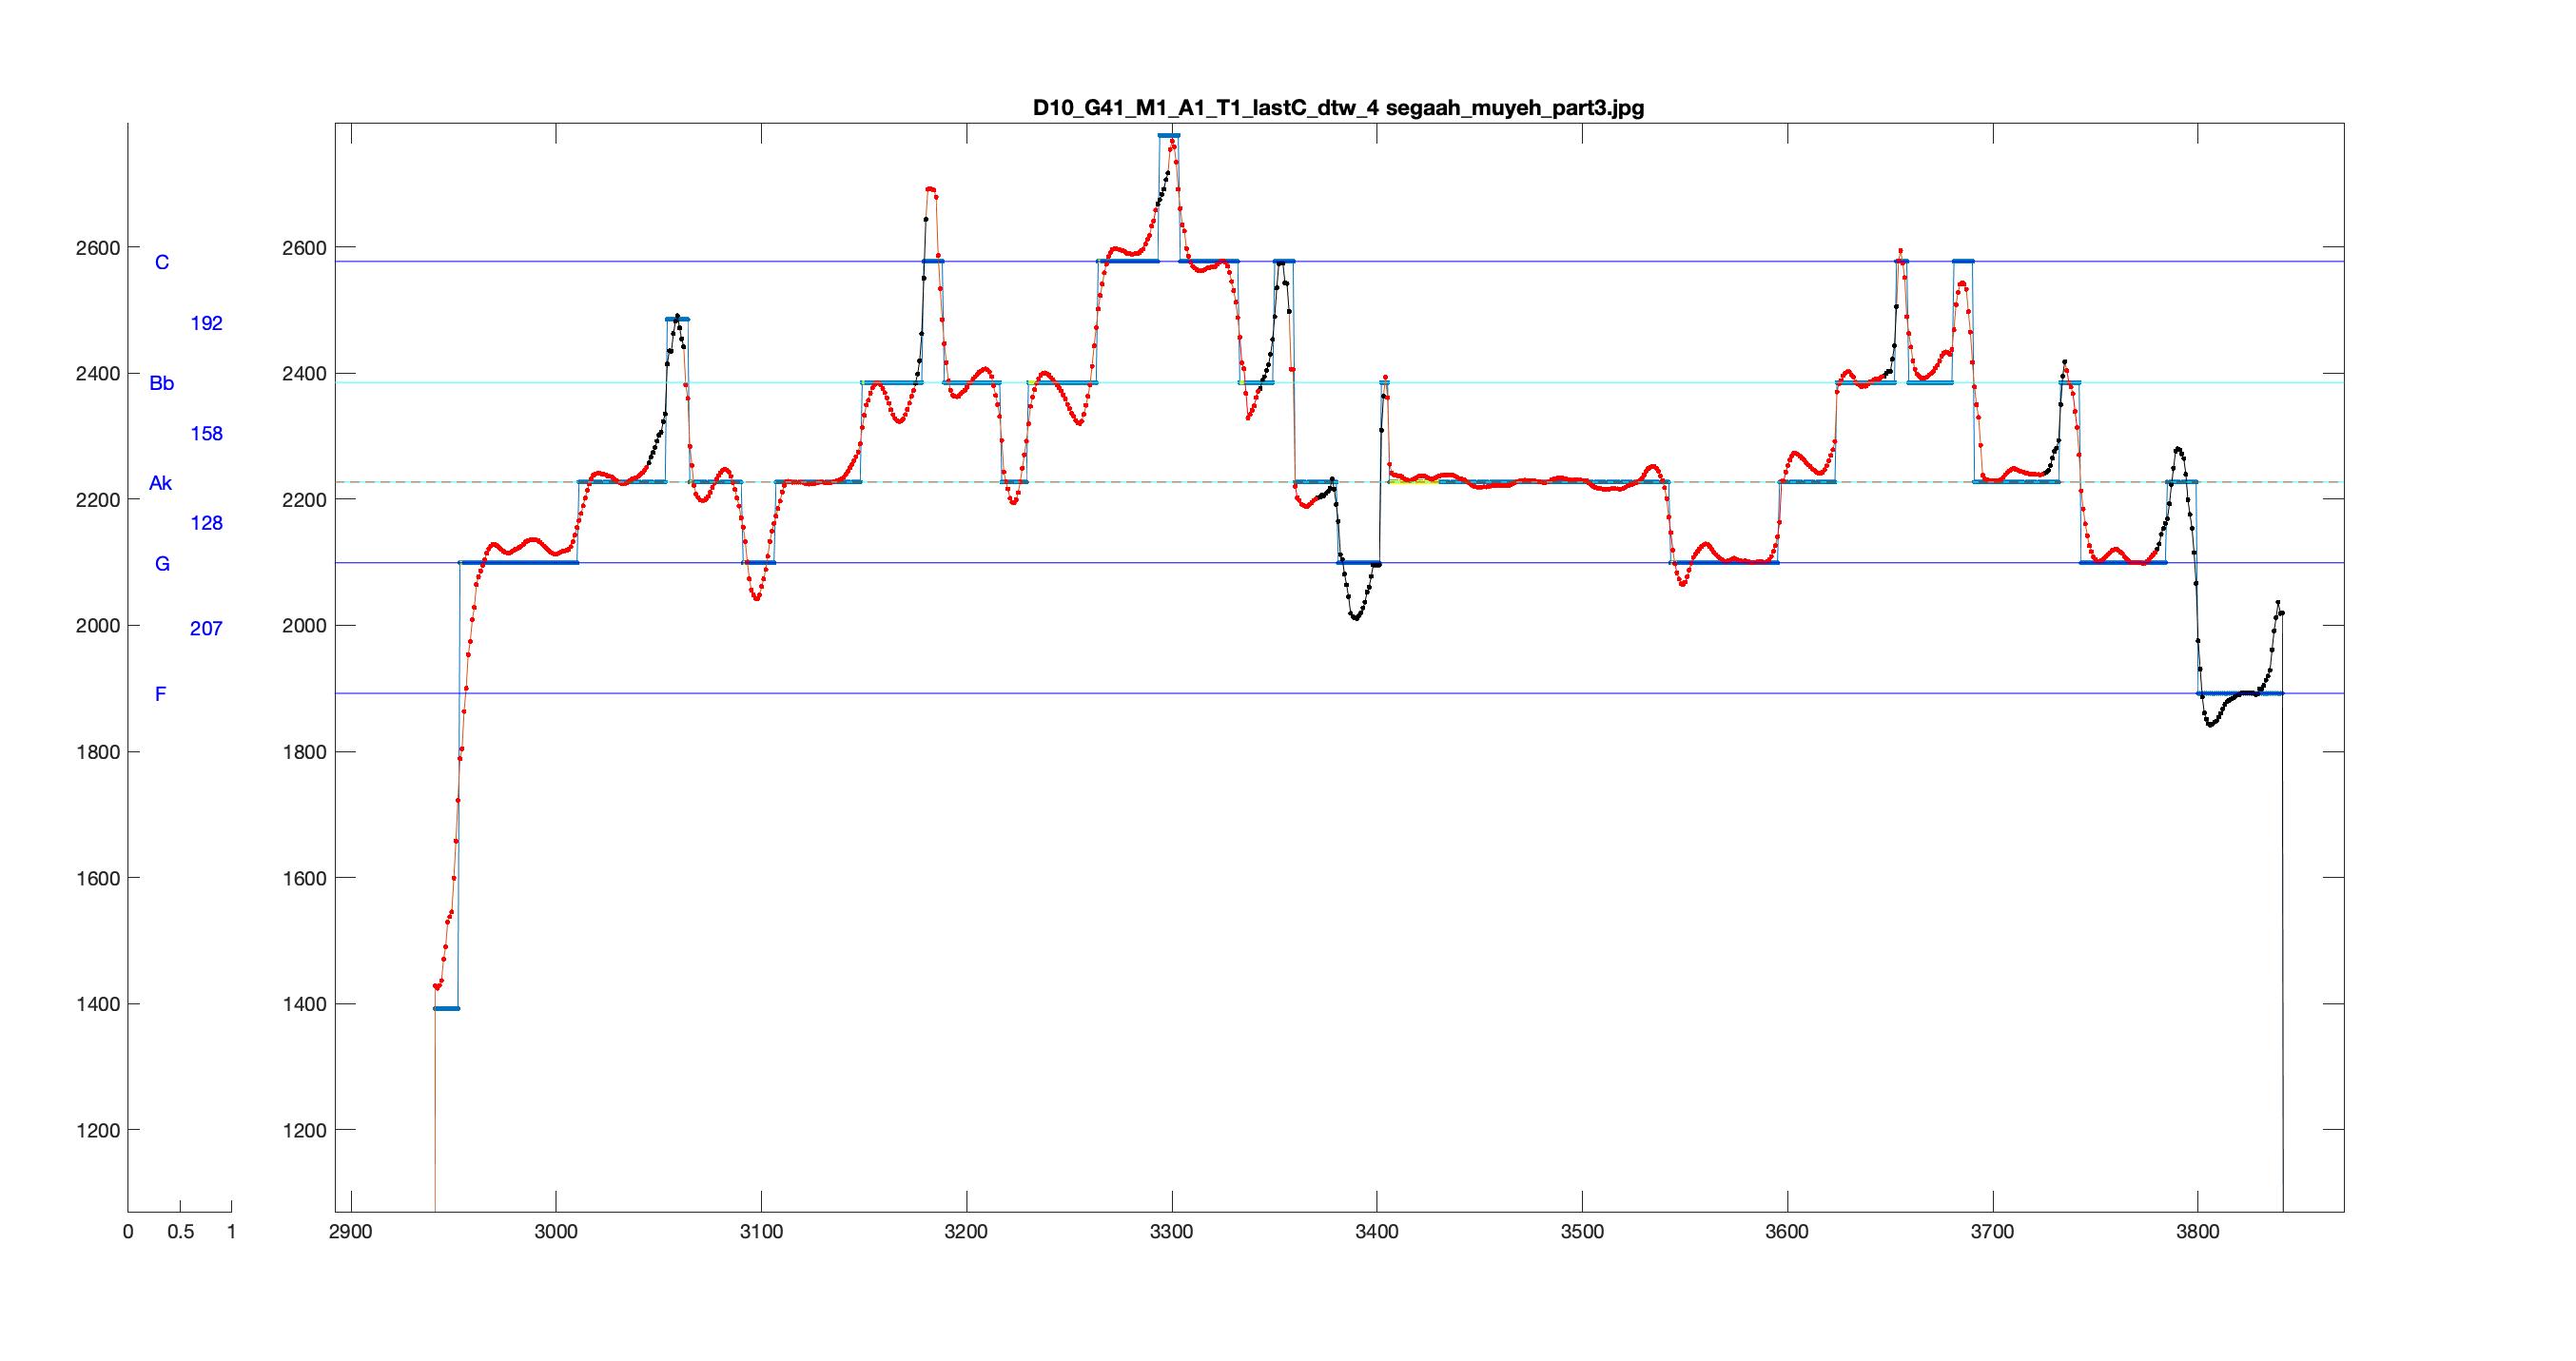 D10_G41_M1_A1_T1_lastC_dtw_4 segaah_muyeh_part3.jpg
2600 C 2600
192
2400 Bb 2400
158
2200 Ak 2200
128
G
2000 207 2000
F
1800 1800
1600 1600
1400 1400
1200 1200
0 0.5 1 2900 3000 3100 3200 3300 3400 3500 3600 3700 3800